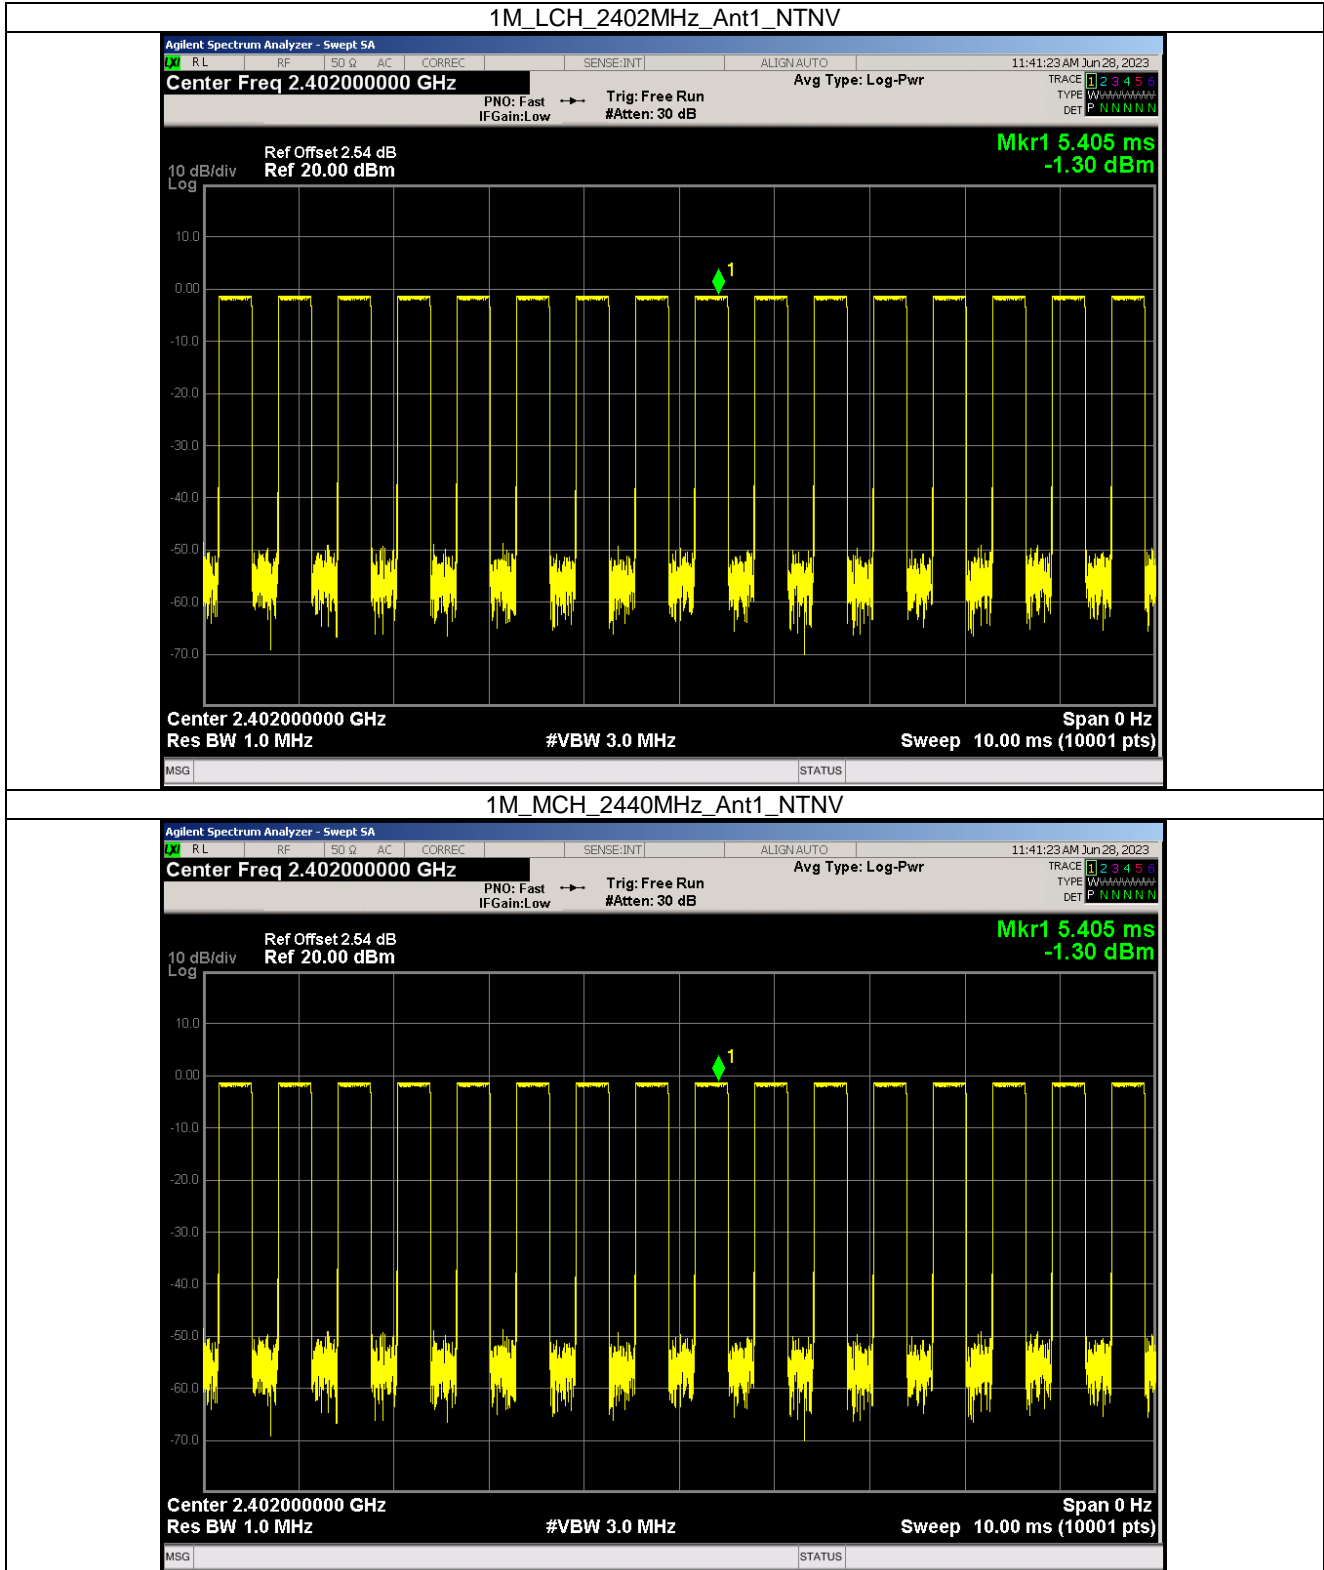 1M_LCH_2402MHz_Ant1_NTNV
Agilent Spectrum Analyzer - Swept SA
LXI RL RF 50 Ω AC CORREC SENSE:INT ALIGN AUTO 11:41:23 AM Jun 28, 2023
Center Freq 2.402000000 GHz Avg Type: Log-Pwr TRACE 1 2 3 4 5 6
PNO: Fast Trig: Free Run TYPE W
IFGain:Low #Atten: 30 dB DET P N N N N N
Mkr1 5.405 ms
Ref Offset 2.54 dB
10 dB/div Ref 20.00 dBm -1.30 dBm
Log
10.0
1
0.00
-10.0
-20.0
-30.0
-40.0
-50.0
-60.0
-70.0
Center 2.402000000 GHz Span 0 Hz
Res BW 1.0 MHz #VBW 3.0 MHz Sweep 10.00 ms (10001 pts)
MSG STATUS
1M_MCH_2440MHz_Ant1_NTNV
Agilent Spectrum Analyzer - Swept SA
LXI RL RF 50 Ω AC CORREC SENSE:INT ALIGN AUTO 11:41:23 AM Jun 28, 2023
Center Freq 2.402000000 GHz Avg Type: Log-Pwr TRACE 1 2 3 4 5 6
PNO: Fast Trig: Free Run TYPE W
IFGain:Low #Atten: 30 dB DET P N N N N N
Mkr1 5.405 ms
Ref Offset 2.54 dB
10 dB/div Ref 20.00 dBm -1.30 dBm
Log
10.0
1
0.00
-10.0
-20.0
-30.0
-40.0
-50.0
-60.0
-70.0
Center 2.402000000 GHz Span 0 Hz
Res BW 1.0 MHz #VBW 3.0 MHz Sweep 10.00 ms (10001 pts)
MSG STATUS